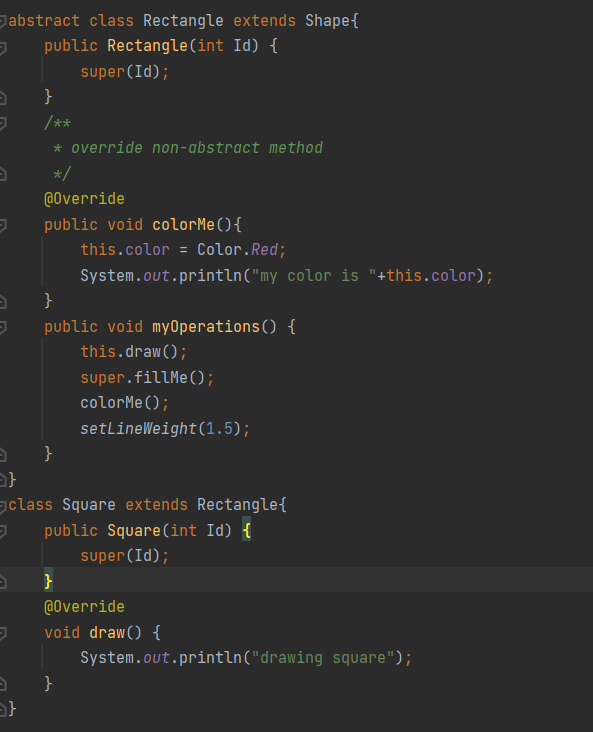 abstract class Rectangle extends Shape{
    public Rectangle(int Id) {
        super(Id);
    }
    /**
     * override non-abstract method
     */
    @Override
    public void colorMe(){
        this.color = Color.Red;
        System.out.println("my color is "+this.color);
    }
    public void myOperations() {
        this.draw();
        super.fillMe();
        colorMe();
        setLineWeight(1.5);
    }
}
class Square extends Rectangle{
    public Square(int Id) {
        super(Id);
    }
    @Override
    void draw() {
        System.out.println("drawing square");
    }
}